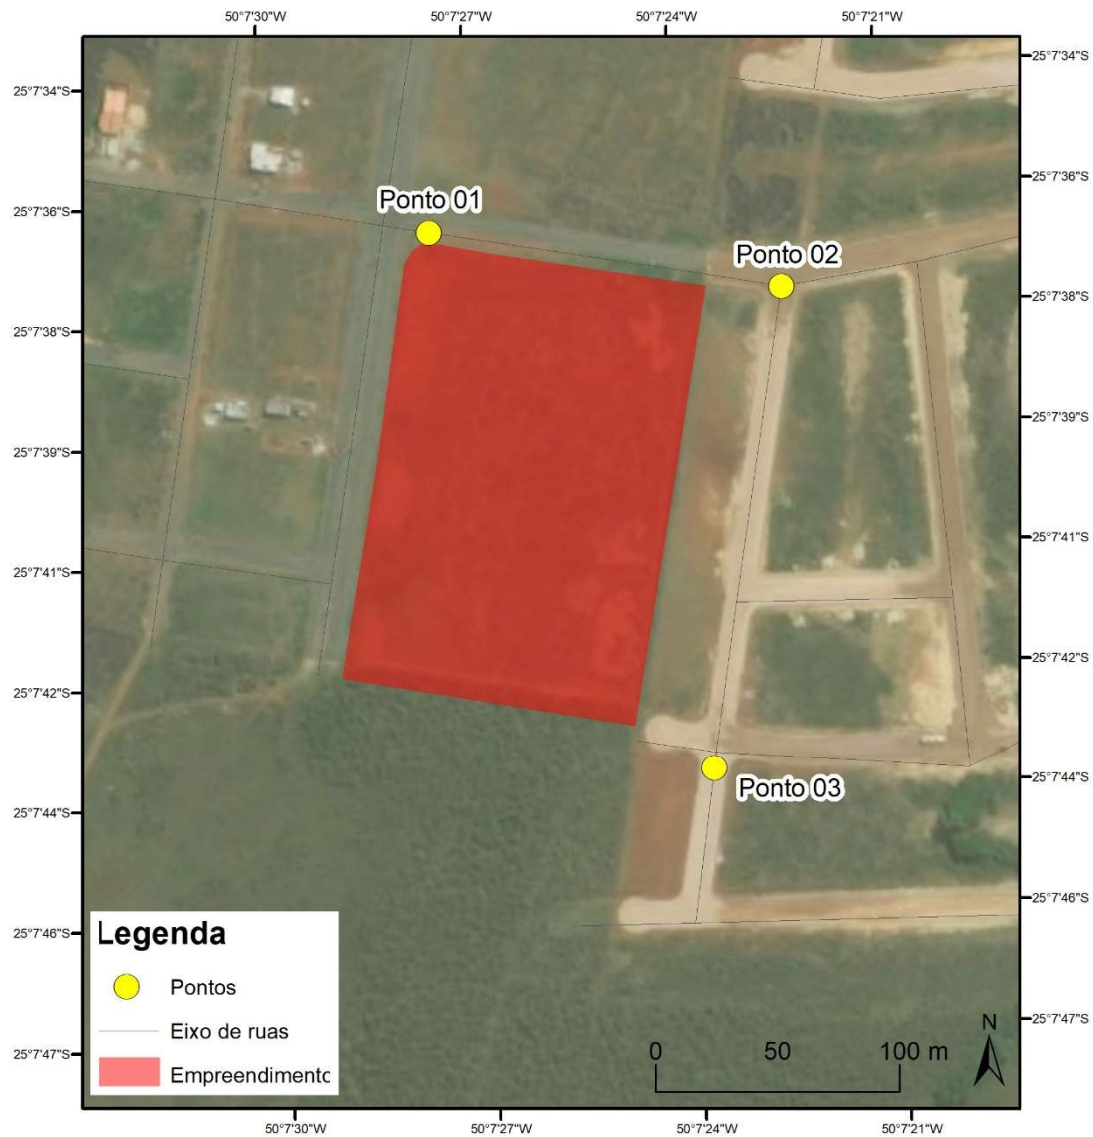 50°7'30"W 50°7'27"W 50°7'24"W 50°7'21"W
25°7'34"S
25°7'34"S
25°7'36"S
Ponto 01
25°7'36"S
Ponto 02
25°7'38"S
25°7'38"S
25°7'39"S
25°7'39"S
25°7'41"S
25°7'41"S
25°7'42"S
25°7'42"S
25°7'44"S
Ponto 03
25°7'44"S
25°7'46"S
Legenda
25°7'46"S
Pontos
25°7'47"S
N
Eixo de ruas
0 50 100 m
25°7'47"S
Empreendimento
50°7'30"W 50°7'27"W 50°7'24"W 50°7'21"W